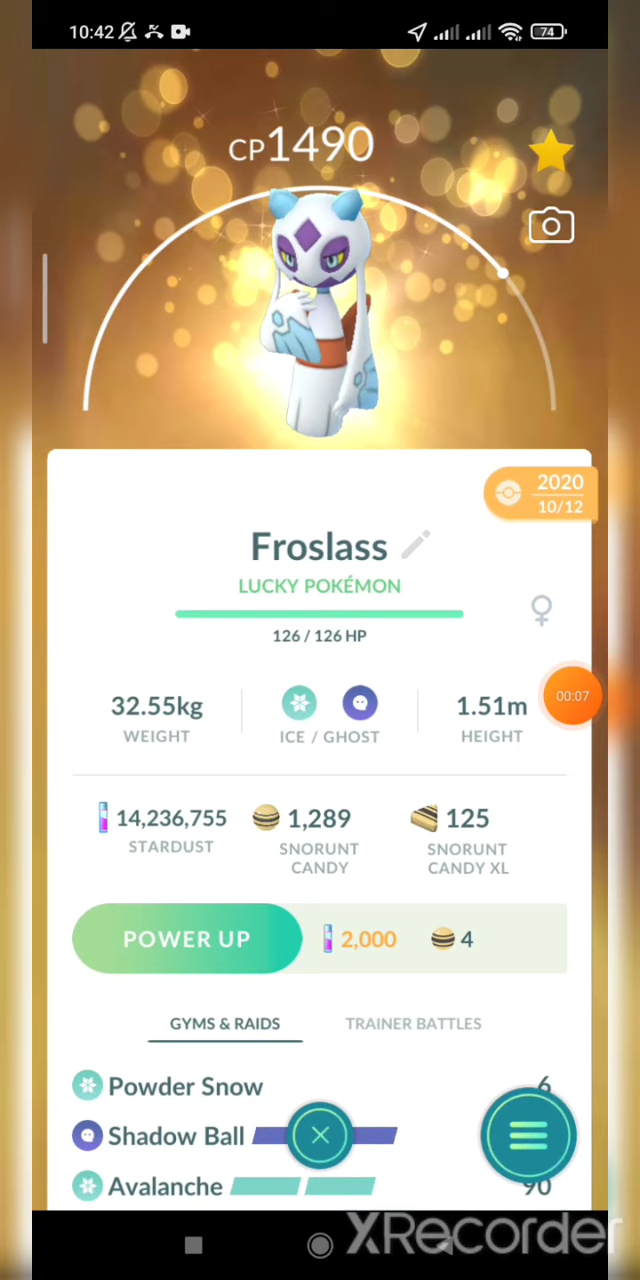 10:42 74
CP1490
2020
10/12
Froslass
LUCKY POKÉMON
126 / 126 HP
32.55kg
WEIGHT
ICE / GHOST
1.51m
HEIGHT
00:07
14,236,755
STARDUST
1,289
SNORUNT
CANDY
125
SNORUNT
CANDY XL
POWER UP 2,000 4
GYMS & RAIDS TRAINER BATTLES
Powder Snow 6
Shadow Ball
Avalanche 90
XRecorder